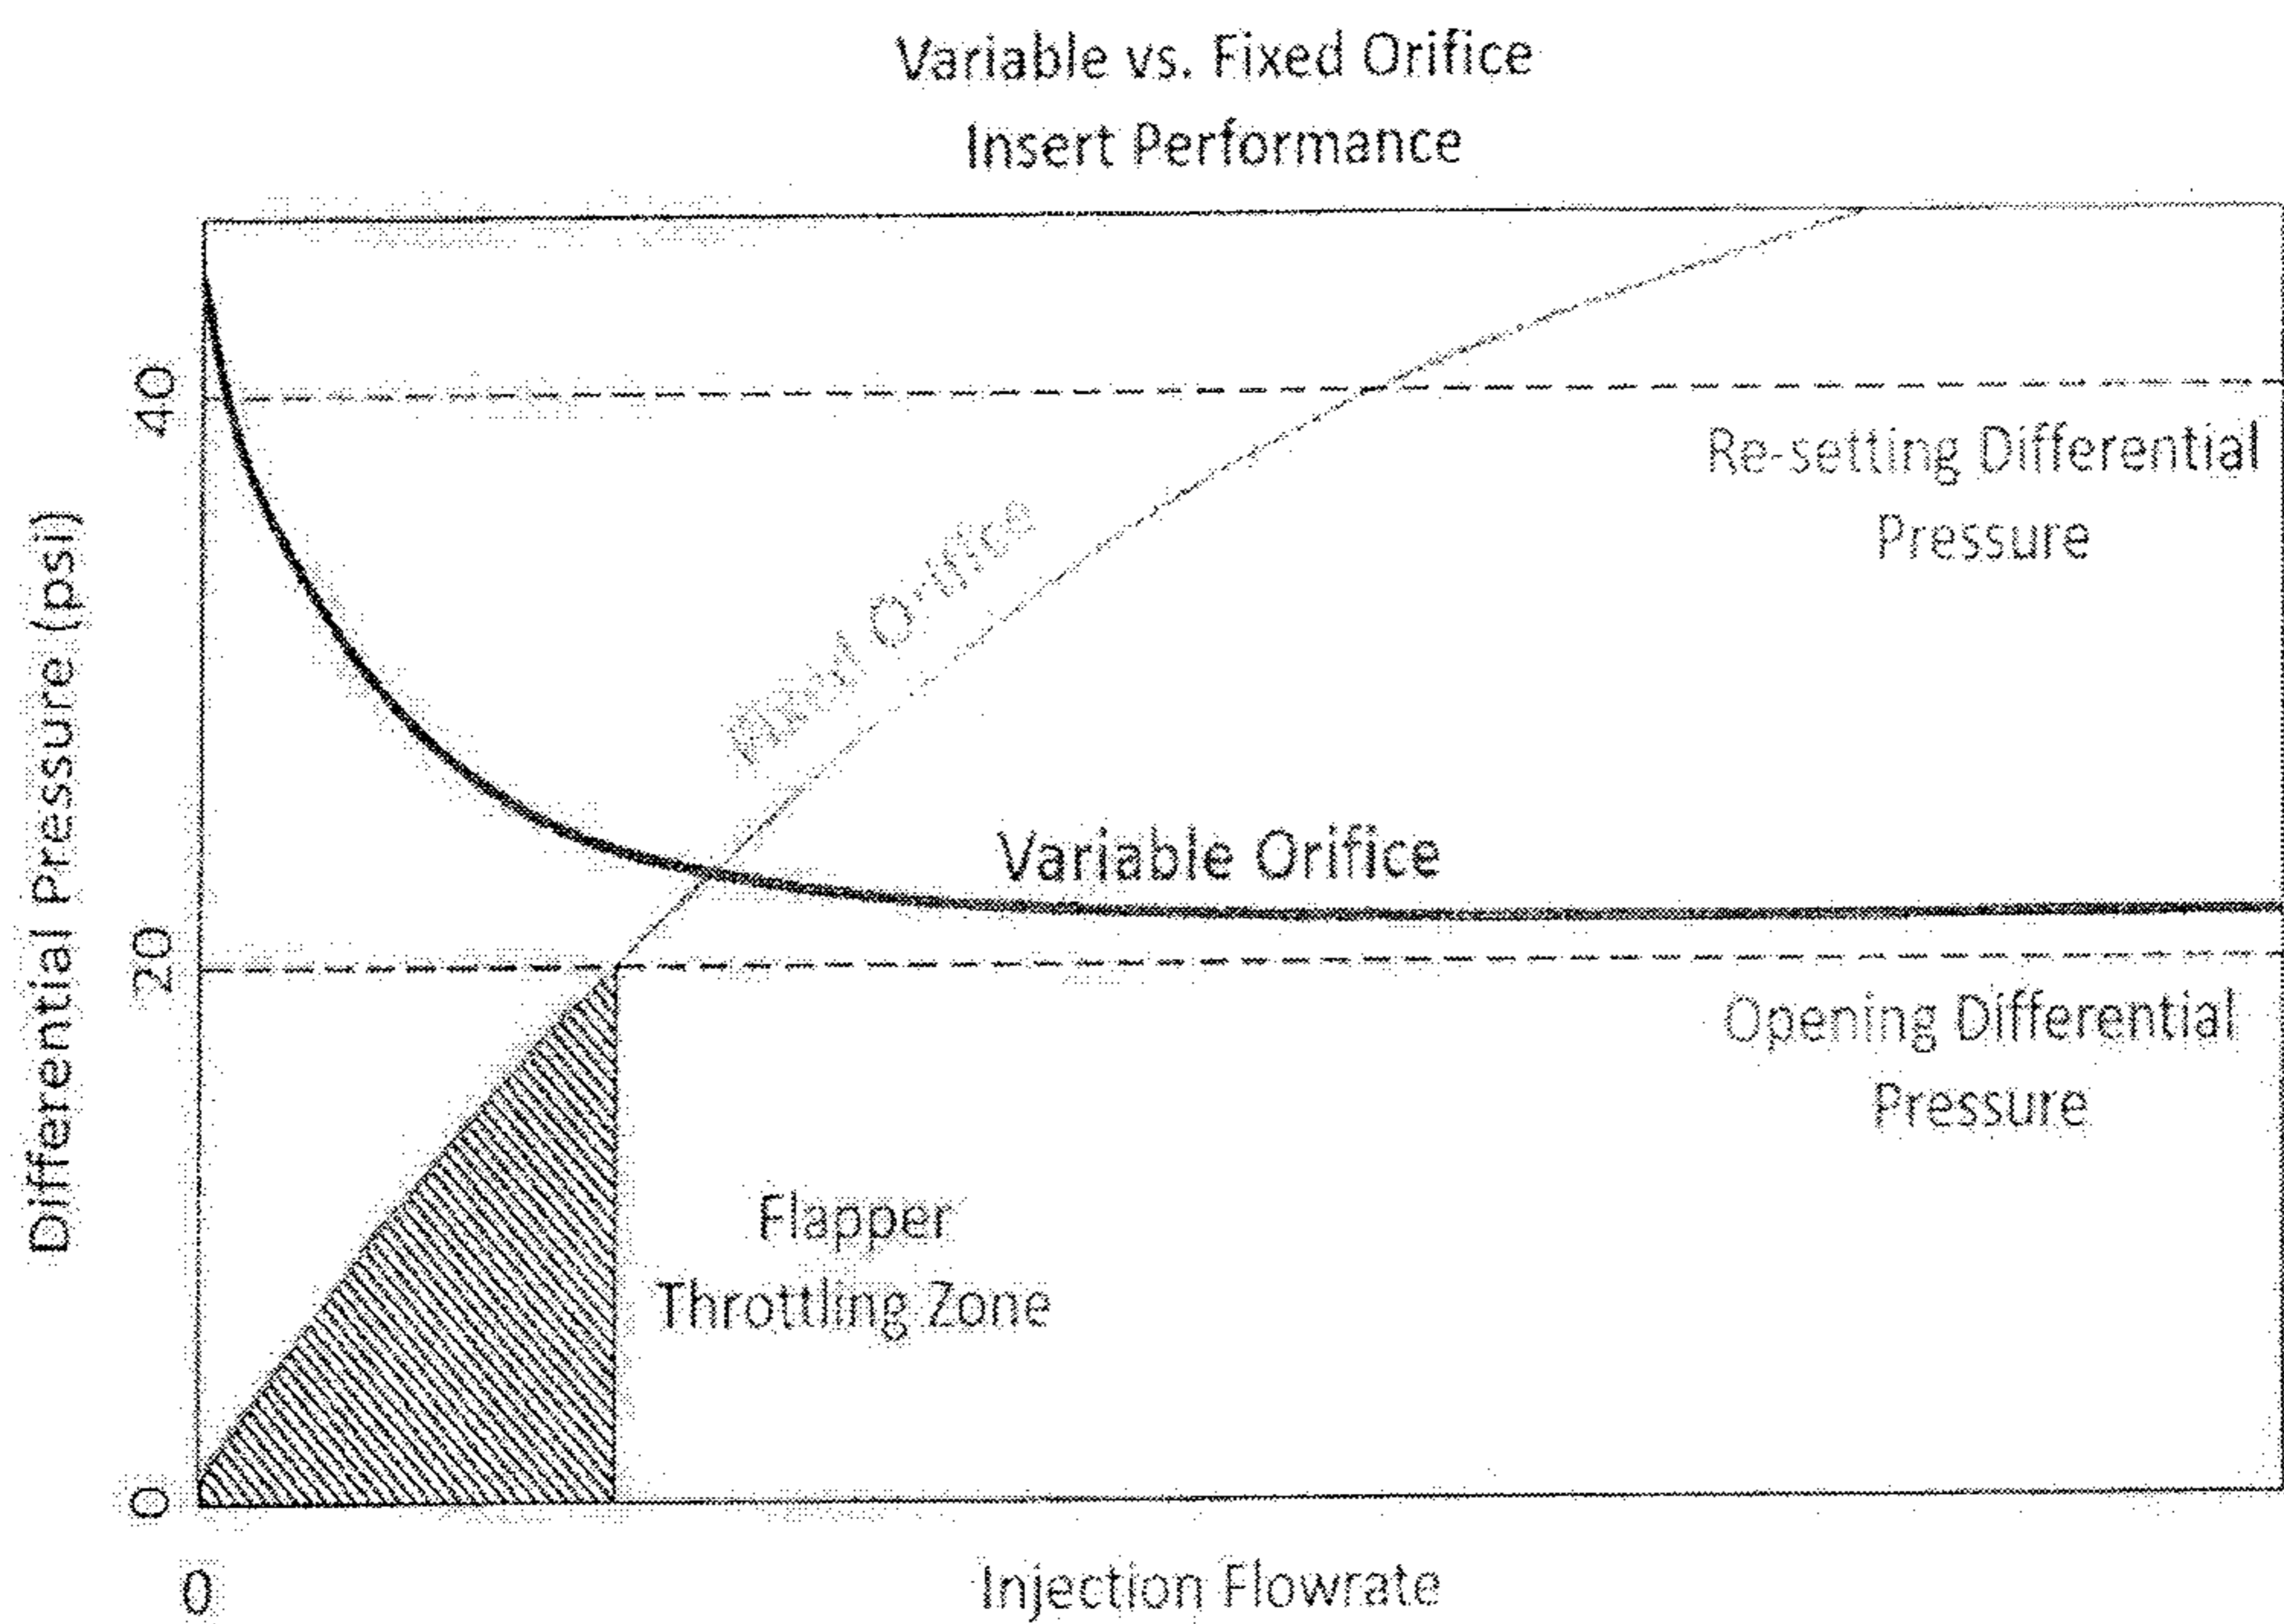 Variable vs. Fixed Orifice
Insert Performance
40
Re-setting Differential
Pressure
Fixed Orifice
Differential Pressure (psi)
Variable Orifice
20
Opening Differential
Pressure
Flapper
Throttling Zone
0
0
Injection Flowrate